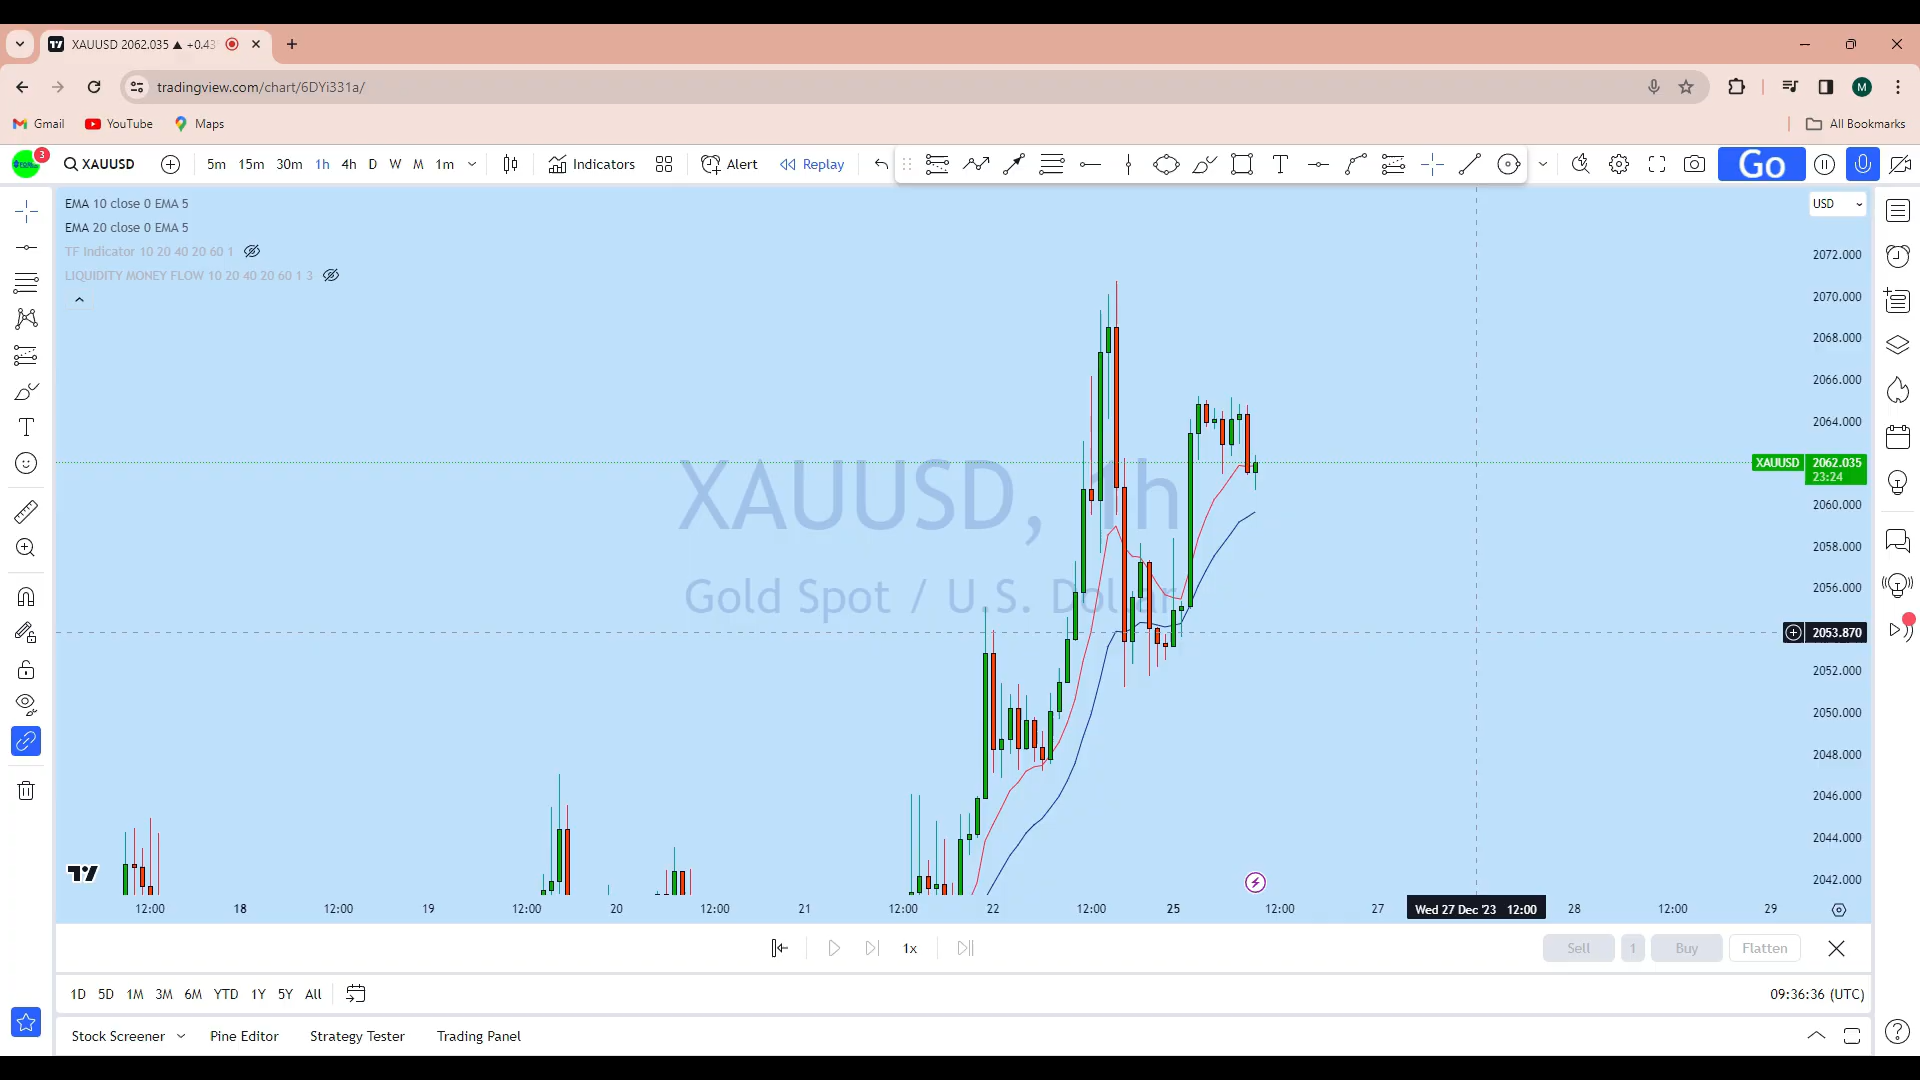 XAUUSD 2062.035 ▲ +0.43
tradingview.com/chart/6DYi331a/
M
Gmail YouTube Maps All Bookmarks
3
XAUUSD 5m 15m 30m 1h 4h D W M 1m Indicators Alert Replay Go
EMA 10 close 0 EMA 5
EMA 20 close 0 EMA 5
TF Indicator 10 20 40 20 60 1
LIQUIDITY MONEY FLOW 10 20 40 20 60 1 3
USD
XAUUSD, 1h
Gold Spot / U.S. Dollar
2072.000
2070.000
2068.000
2066.000
2064.000
XAUUSD 2062.035
23:24
2060.000
2058.000
2056.000
2053.870
2052.000
2050.000
2048.000
2046.000
2044.000
2042.000
12:00 18 12:00 19 12:00 20 12:00 21 12:00 22 12:00 25 12:00 27 Wed 27 Dec '23 12:00 28 12:00 29
1x Sell 1 Buy Flatten
1D 5D 1M 3M 6M YTD 1Y 5Y All 09:36:36 (UTC)
Stock Screener Pine Editor Strategy Tester Trading Panel